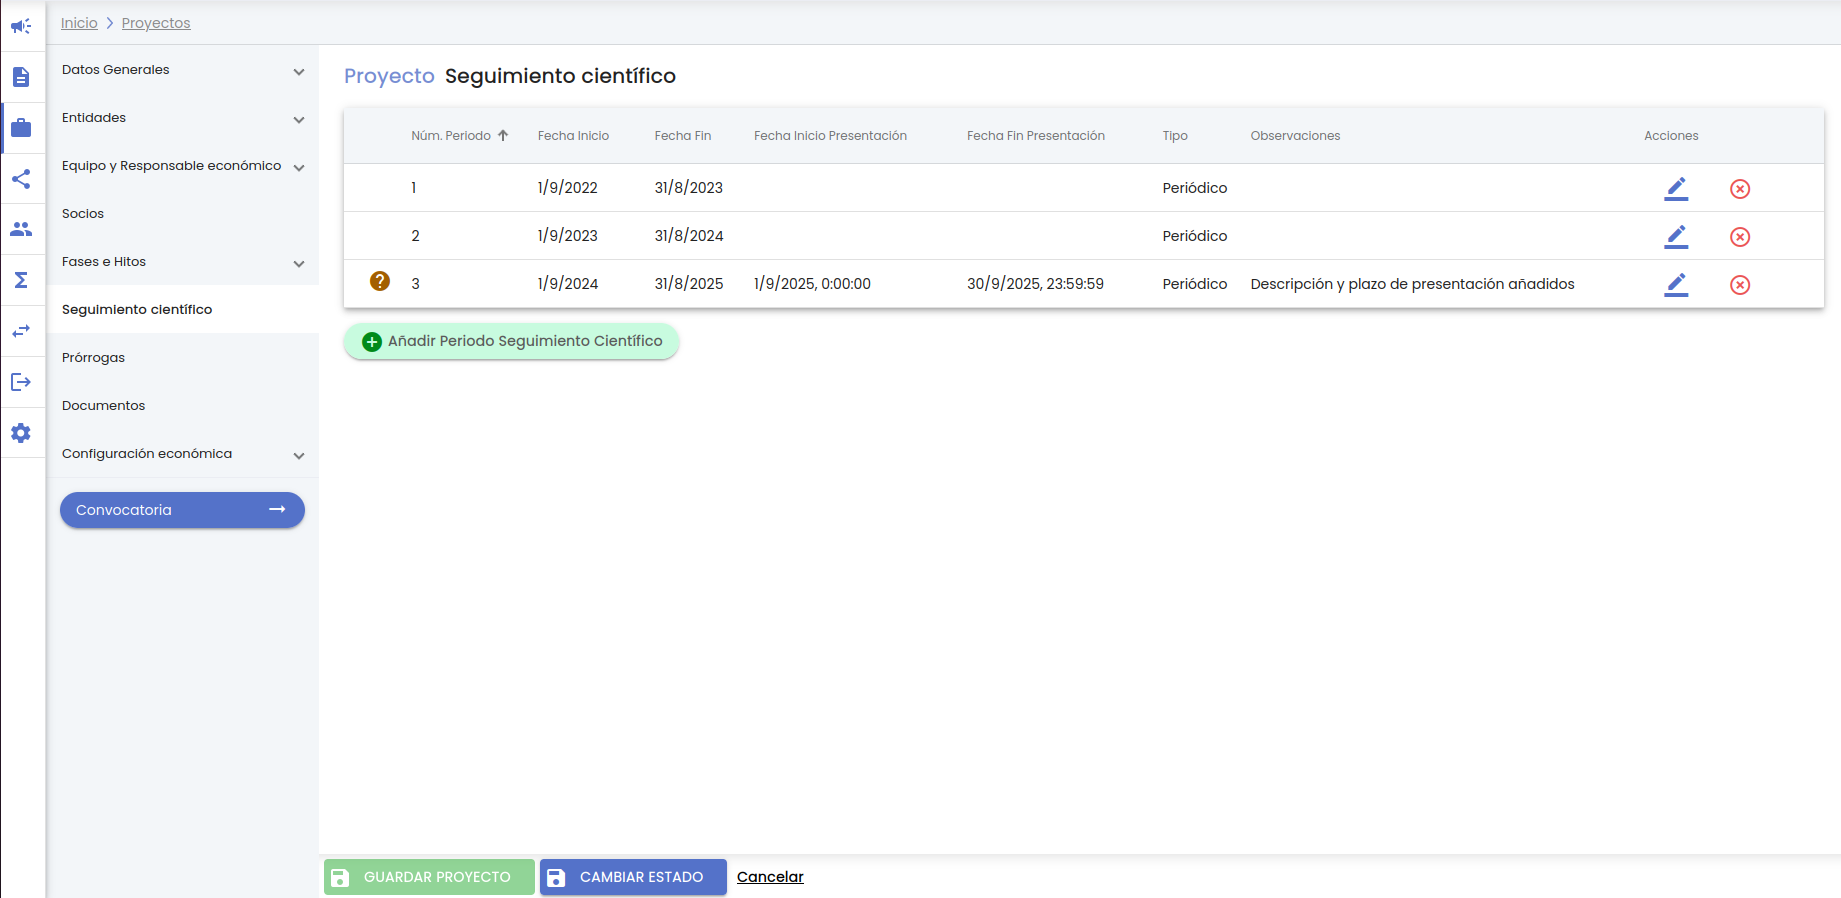 Inicio > Proyectos
Datos Generales
Entidades
Equipo y Responsable económico
Socios
Fases e Hitos
Seguimiento científico
Prórrogas
Documentos
Configuración económica
Convocatoria
Proyecto Seguimiento científico
Núm. Periodo Fecha Inicio Fecha Fin Fecha Inicio Presentación Fecha Fin Presentación Tipo Observaciones Acciones
1 1/9/2022 31/8/2023 Periódico
2 1/9/2023 31/8/2024 Periódico
? 3 1/9/2024 31/8/2025 1/9/2025, 0:00:00 30/9/2025, 23:59:59 Periódico Descripción y plazo de presentación añadidos
Añadir Periodo Seguimiento Científico
GUARDAR PROYECTO CAMBIAR ESTADO Cancelar